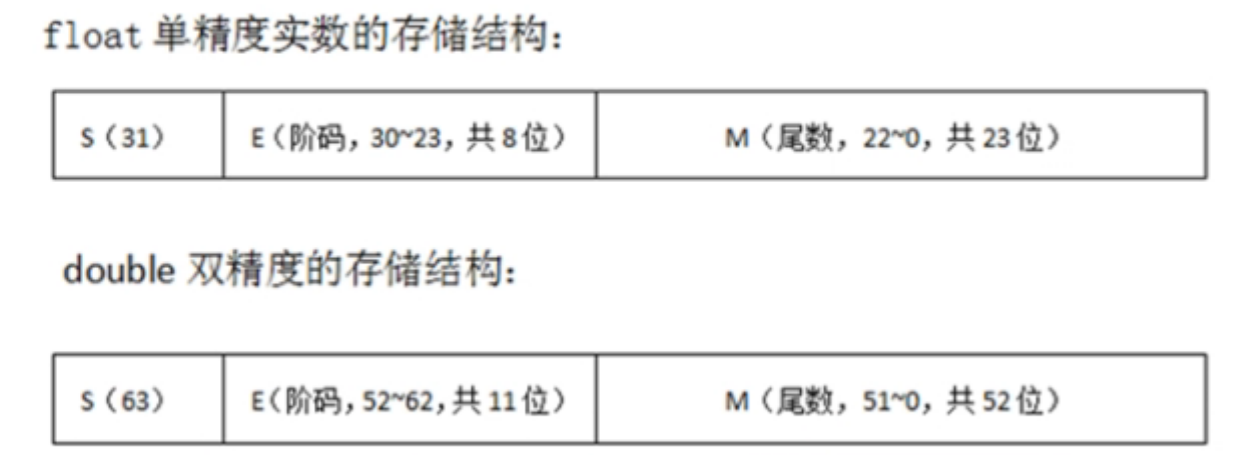 float 单精度实数的存储结构：
S（31） E（阶码，30~23，共 8 位） M（尾数，22~0，共 23 位）
double 双精度的存储结构：
S（63） E（阶码，52~62，共 11 位） M（尾数，51~0，共 52 位）